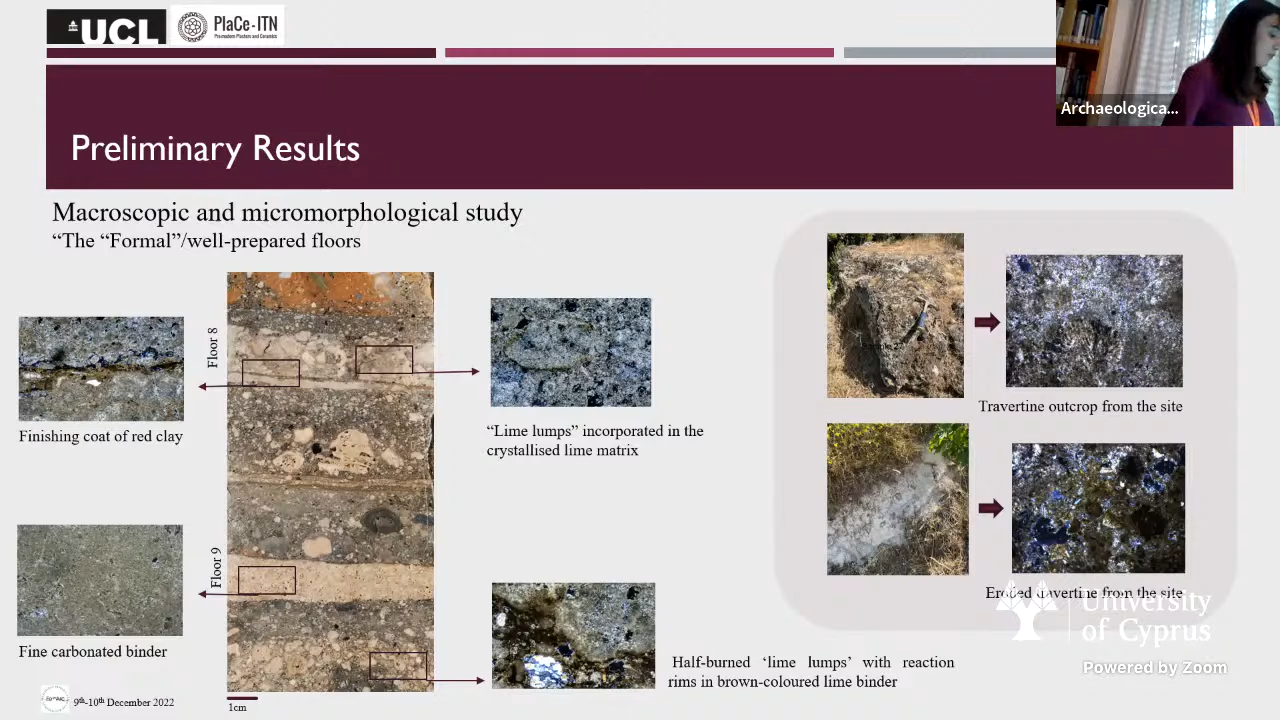 UCL
PlaCe-ITN
Premodern Plasters and Ceramics
Archaeologica...
Preliminary Results
Macroscopic and micromorphological study
“The “Formal”/well-prepared floors
Floor 8
Finishing coat of red clay
“Lime lumps” incorporated in the
crystallised lime matrix
Travertine outcrop from the site
Floor 9
Fine carbonated binder
Eroded travertine from the site
University
of Cyprus
Powered by Zoom
Half-burned ‘lime lumps’ with reaction
rims in brown-coloured lime binder
9th-10th December 2022
1cm